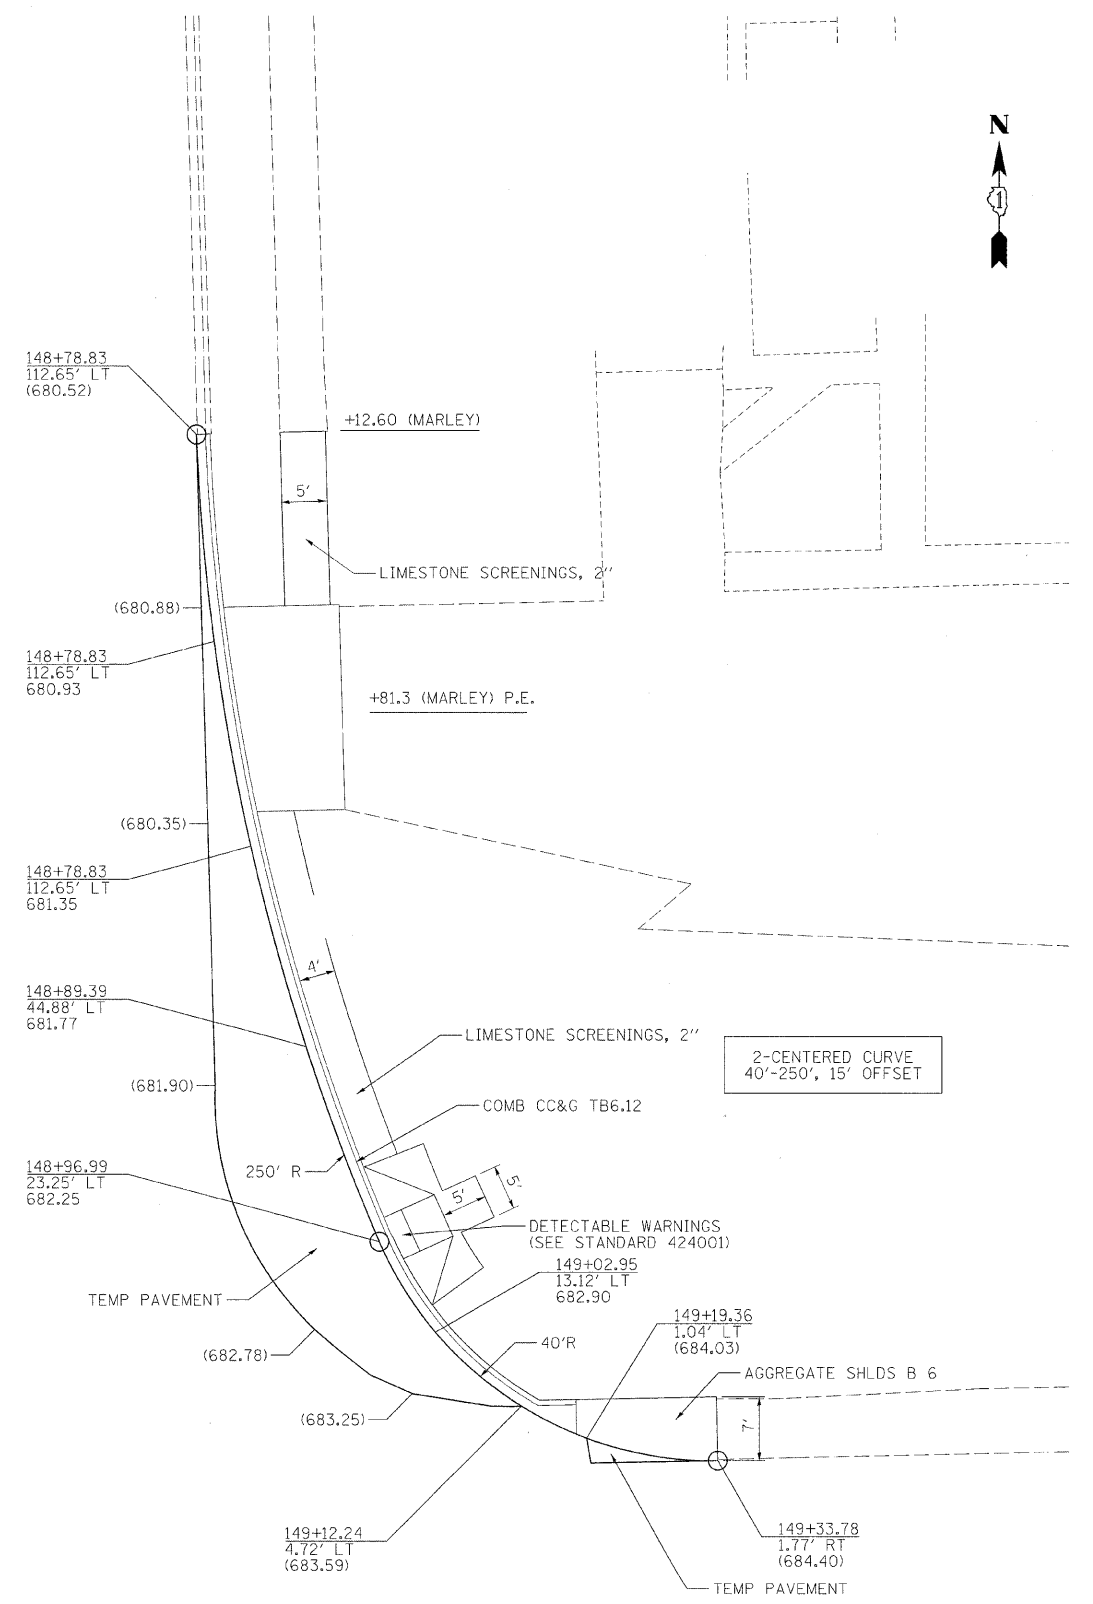 N
1
148+78.83
112.65' LT
(680.52)
+12.60 (MARLEY)
5'
LIMESTONE SCREENINGS, 2''
(680.88)
148+78.83
112.65' LT
680.93
+81.3 (MARLEY) P.E.
(680.35)
148+78.83
112.65' LT
681.35
4'
148+89.39
44.88' LT
681.77
LIMESTONE SCREENINGS, 2''
2-CENTERED CURVE
40'-250', 15' OFFSET
(681.90)
COMB CC&G TB6.12
148+96.99
23.25' LT
682.25
250' R
5'
5'
DETECTABLE WARNINGS
(SEE STANDARD 424001)
149+02.95
13.12' LT
682.90
TEMP PAVEMENT
149+19.36
1.04' LT
(684.03)
(682.78)
40'R
AGGREGATE SHLDS B 6
(683.25)
7'
149+12.24
4.72' LT
(683.59)
149+33.78
1.77' RT
(684.40)
TEMP PAVEMENT